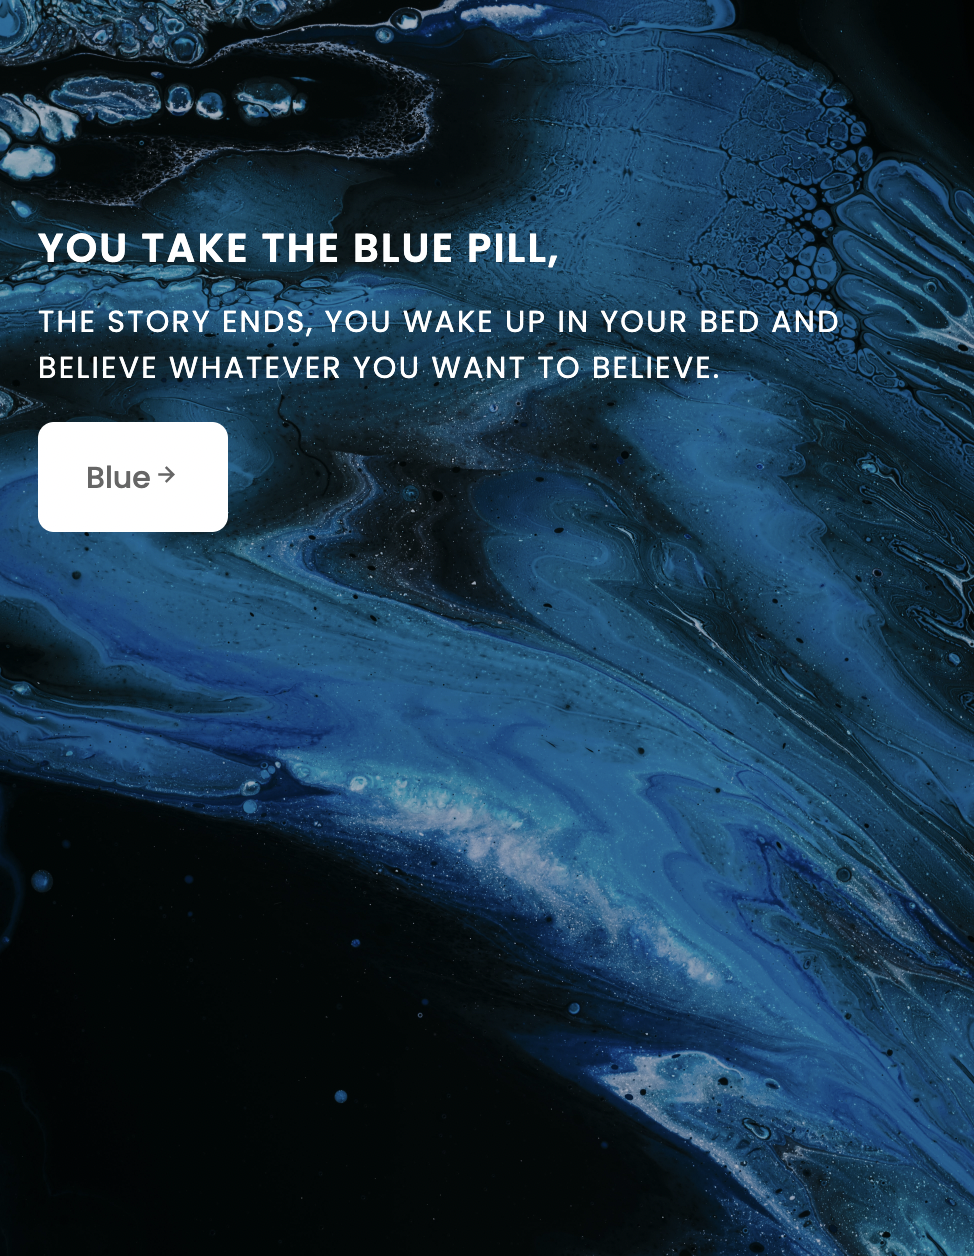 YOU TAKE THE BLUE PILL,
THE STORY ENDS, YOU WAKE UP IN YOUR BED AND
BELIEVE WHATEVER YOU WANT TO BELIEVE.
Blue →